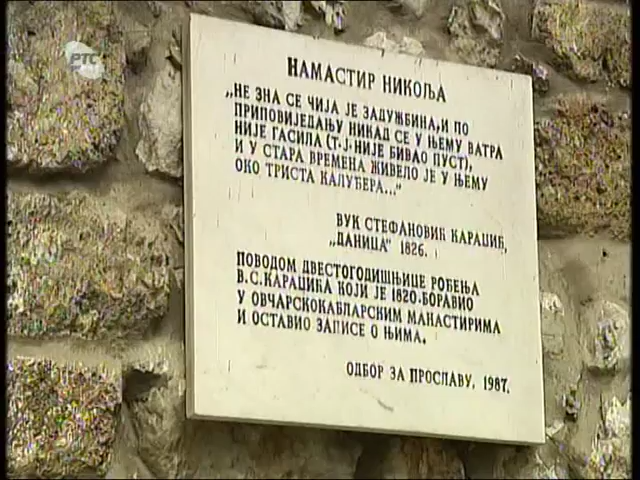 РТС
НАМАСТИР НИКОЉА
„НЕ ЗНА СЕ ЧИЈА ЈЕ ЗАДУЖБИНА,И ПО
ПРИПОВИЈЕДАЊУ НИКАД СЕ У ЊЕМУ ВАТРА
НИЈЕ ГАСИЛА (Т.Ј.НИЈЕ БИВАО ПУСТ),
И У СТАРА ВРЕМЕНА ЖИВЕЛО ЈЕ У ЊЕМУ
ОКО ТРИСТА КАЛУЂЕРА..."
ВУК СТЕФАНОВИЋ КАРАЏИЋ,
„ДАНИЦА" 1826.
ПОВОДОМ ДВЕСТОГОДИШЊИЦЕ РОЂЕЊА
В.С.КАРАЏИЋА КОЈИ ЈЕ 1820.БОРАВИО
У ОВЧАРСКОКАБЛАРСКИМ МАНАСТИРИМА
И ОСТАВИО ЗАПИСЕ О ЊИМА.
ОДБОР ЗА ПРОСЛАВУ, 1987.